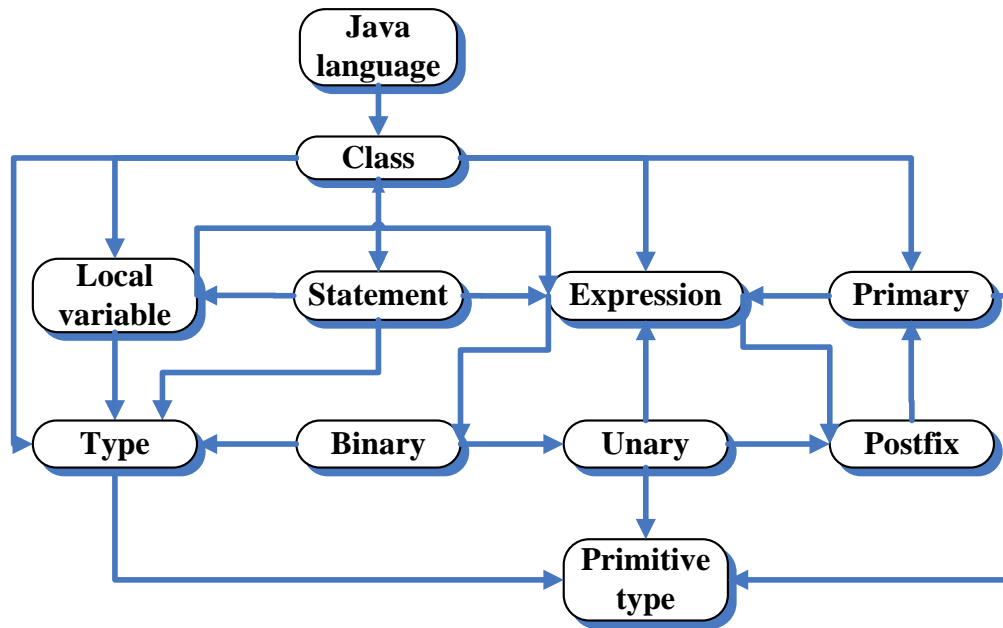 Java
language
Class
Local
variable
Statement
Expression
Primary
Type
Binary
Unary
Postfix
Primitive
type